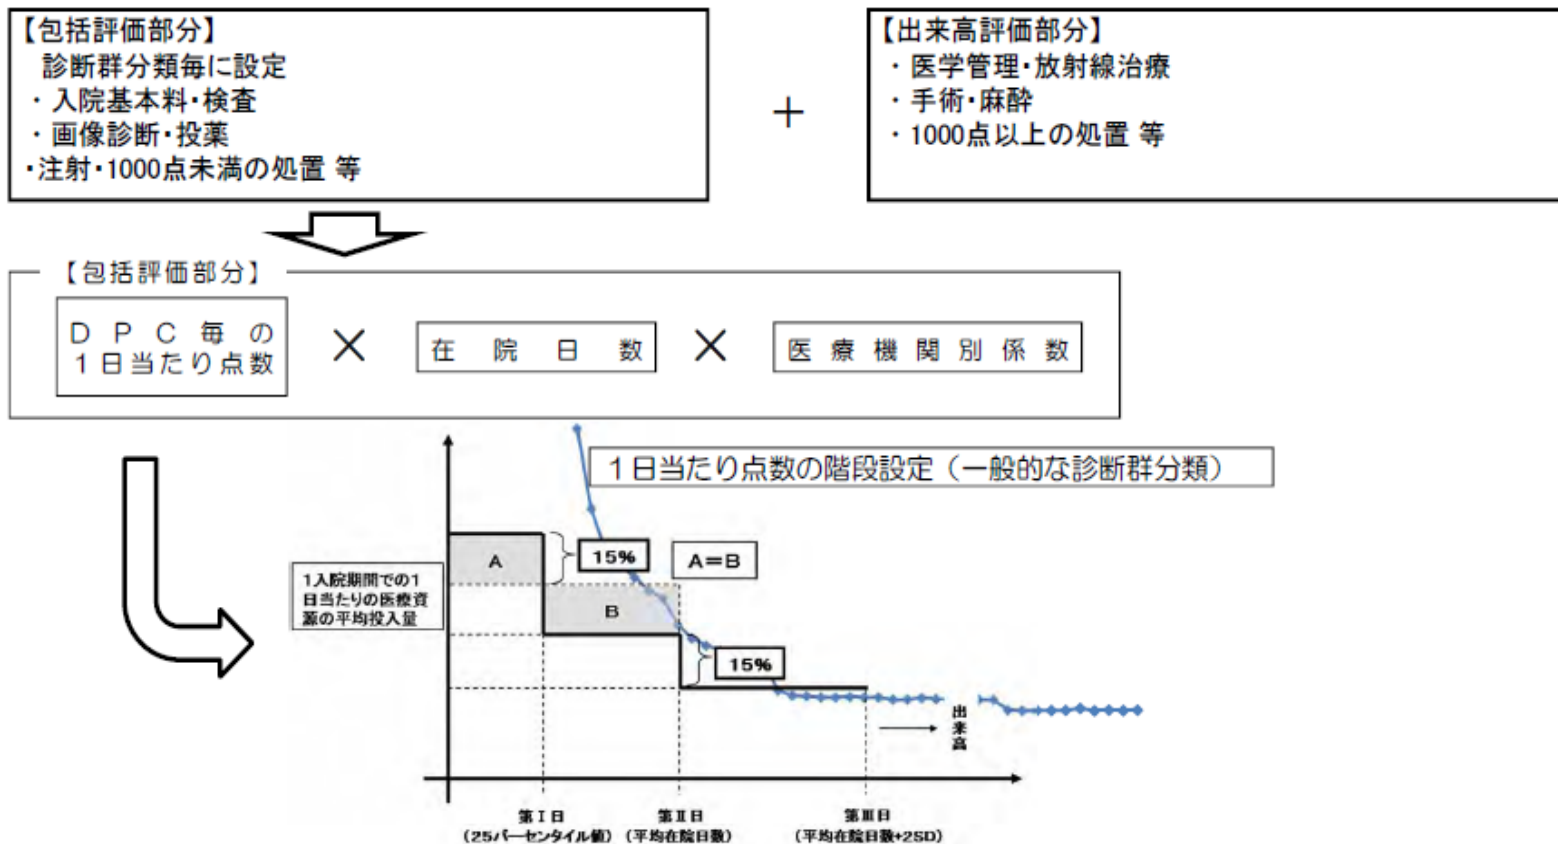 【包括評価部分】
診断群分類毎に設定
・入院基本料・検査
・画像診断・投薬
・注射・1000点未満の処置 等
+
【出来高評価部分】
・医学管理・放射線治療
・手術・麻酔
・1000点以上の処置 等
【包括評価部分】
DPC毎の
1日当たり点数
×
在院日数
×
医療機関別係数
1日当たり点数の階段設定(一般的な診断群分類)
A
15%
A=B
1入院期間での1
日当たりの医療資
源の平均投入量
B
15%
出来高
第Ⅰ日
(25パーセンタイル値)
第Ⅱ日
(平均在院日数)
第Ⅲ日
(平均在院日数+2SD)